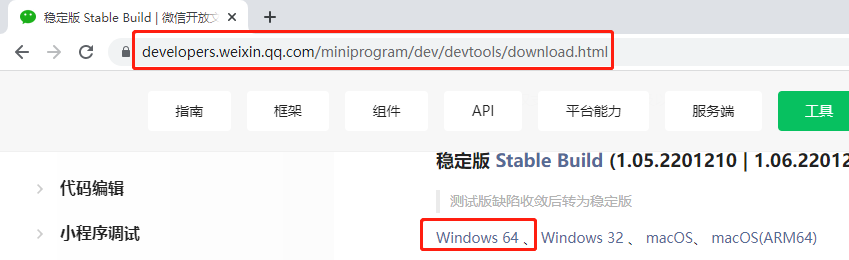 稳定版 Stable Build | 微信开放文
developers.weixin.qq.com/miniprogram/dev/devtools/download.html
指南 框架 组件 API 平台能力 服务端 工具
稳定版 Stable Build (1.05.2201210 | 1.06.22012
代码编辑
测试版缺陷收敛后转为稳定版
小程序调试
Windows 64 、 Windows 32 、 macOS、 macOS(ARM64)